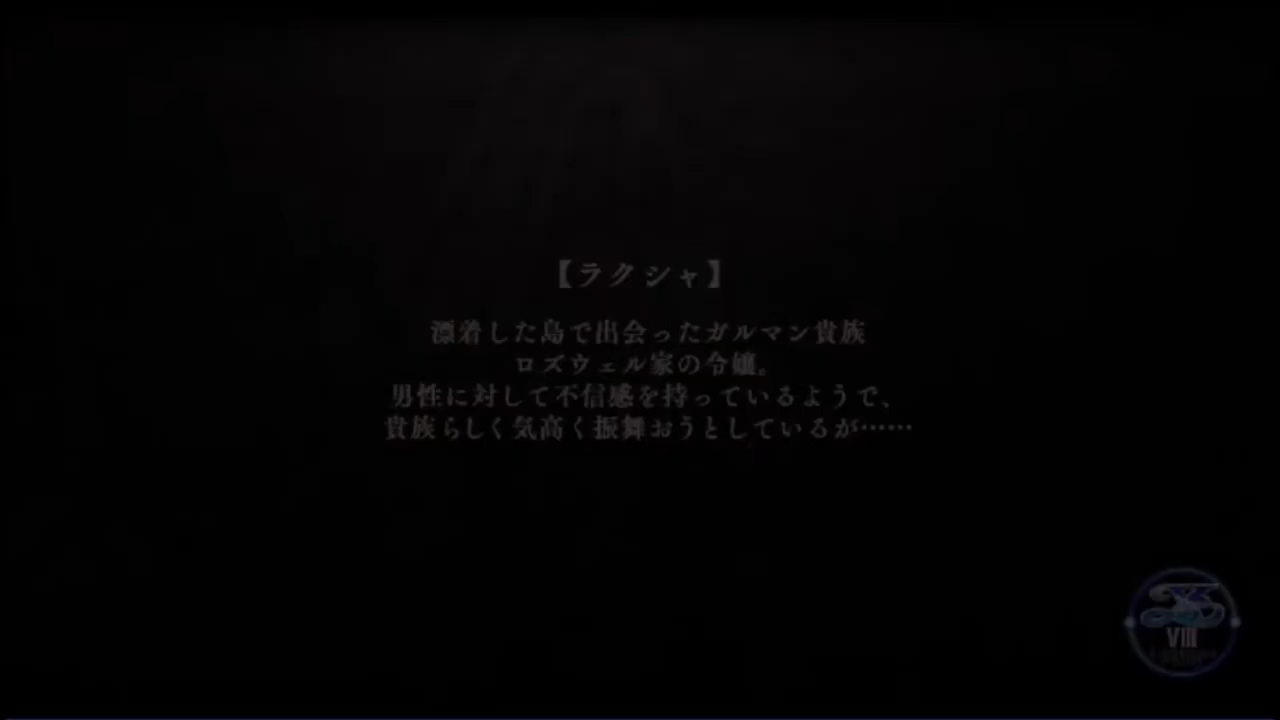 【ラクシャ】
漂着した島で出会ったガルマン貴族
ロズウェル家の令嬢。
男性に対して不信感を持っているようで、
貴族らしく気高く振舞おうとしているが……
Ys
VIII